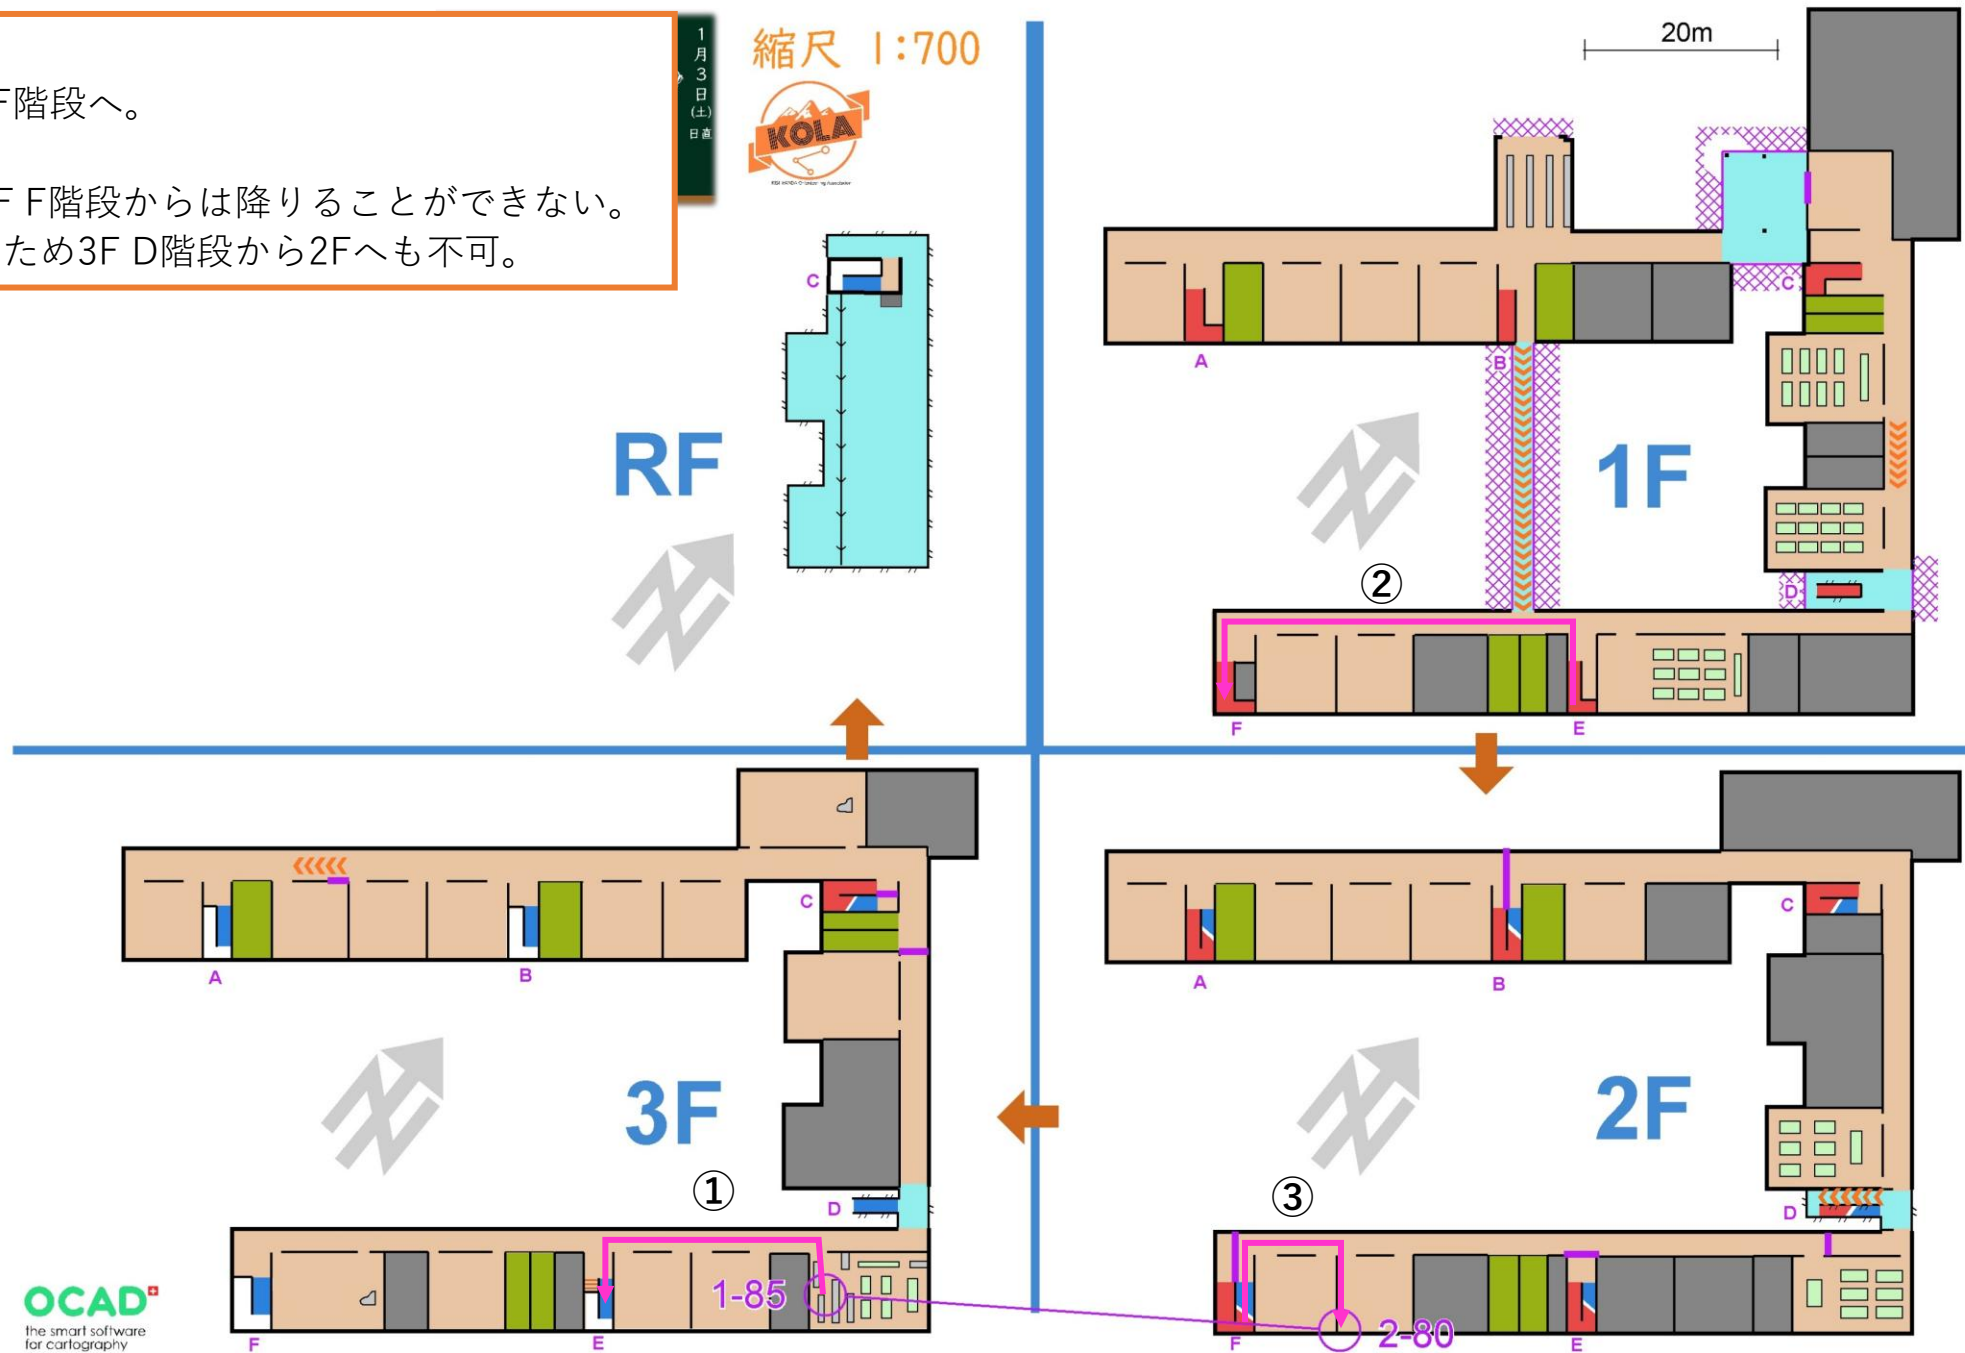 F階段へ。
F F階段からは降りることができない。
ため3F D階段から2Fへも不可。
1月3日(土)
日直
縮尺 1:700
KOLA
20m
RF
C
1F
A
B
C
D
E
F
②
3F
A
B
C
D
E
F
①
1-85
2F
A
B
C
D
E
F
③
2-80
OCAD
the smart software
for cartography